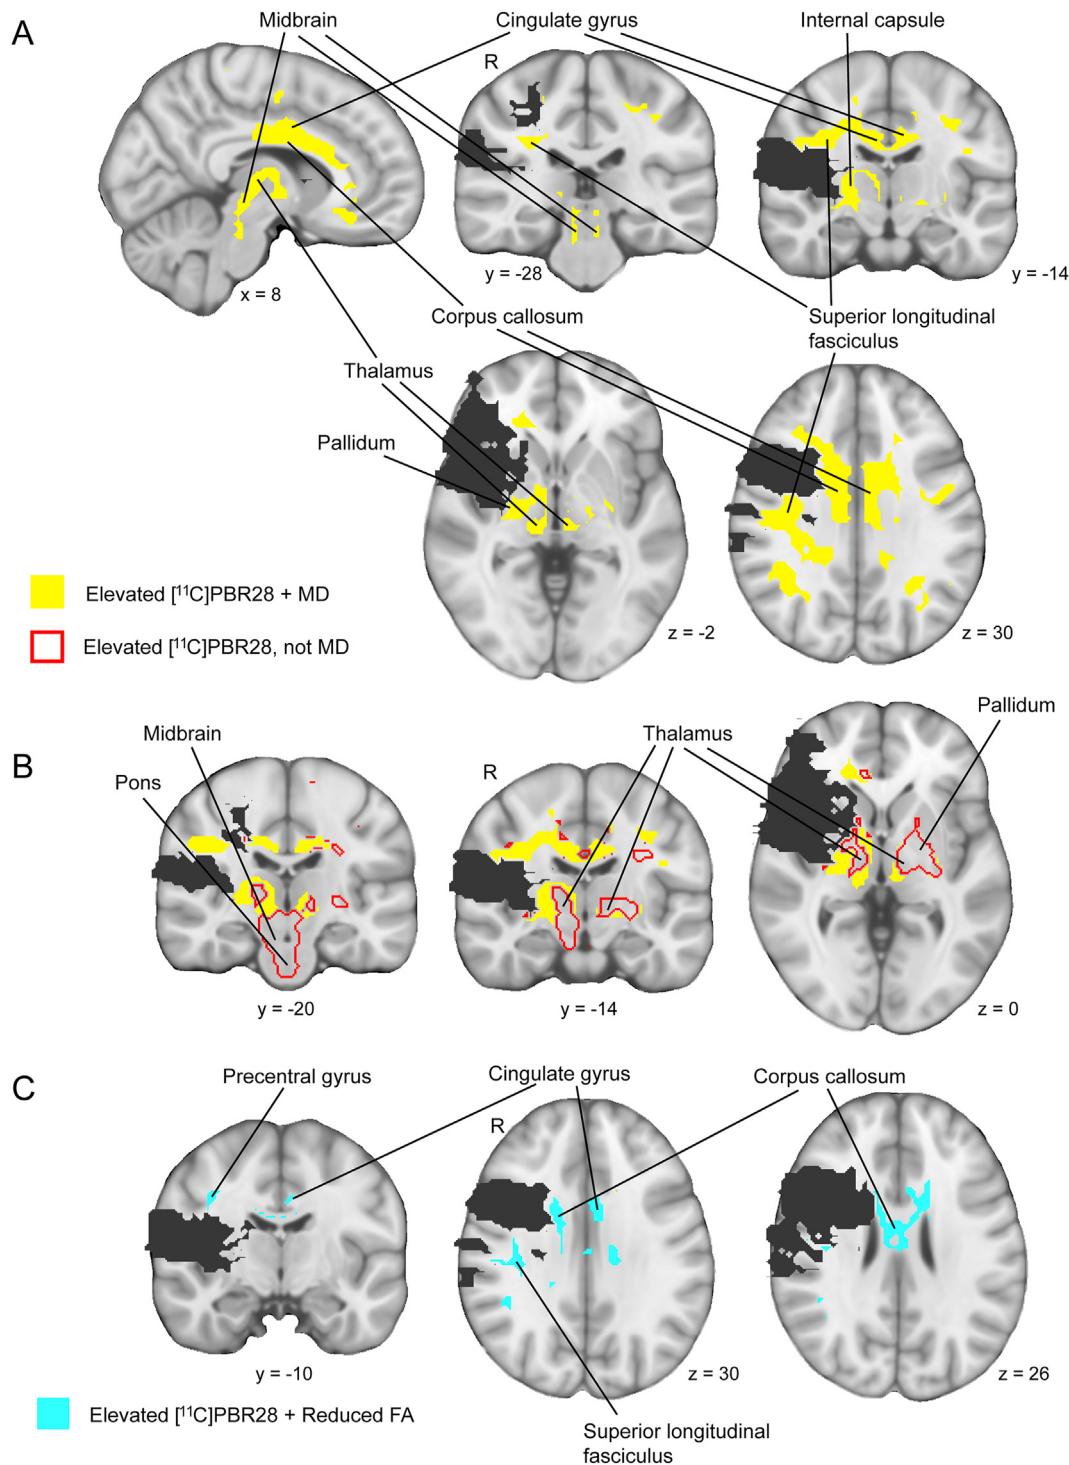 A
Midbrain
Cingulate gyrus
Internal capsule
R
x = 8
y = -28
y = -14
Corpus callosum
Superior longitudinal
fasciculus
Thalamus
Pallidum
Elevated [¹¹C]PBR28 + MD
Elevated [¹¹C]PBR28, not MD
z = -2
z = 30
B
Midbrain
Pons
R
Thalamus
Pallidum
y = -20
y = -14
z = 0
C
Precentral gyrus
Cingulate gyrus
Corpus callosum
R
y = -10
z = 30
z = 26
Elevated [¹¹C]PBR28 + Reduced FA
Superior longitudinal
fasciculus